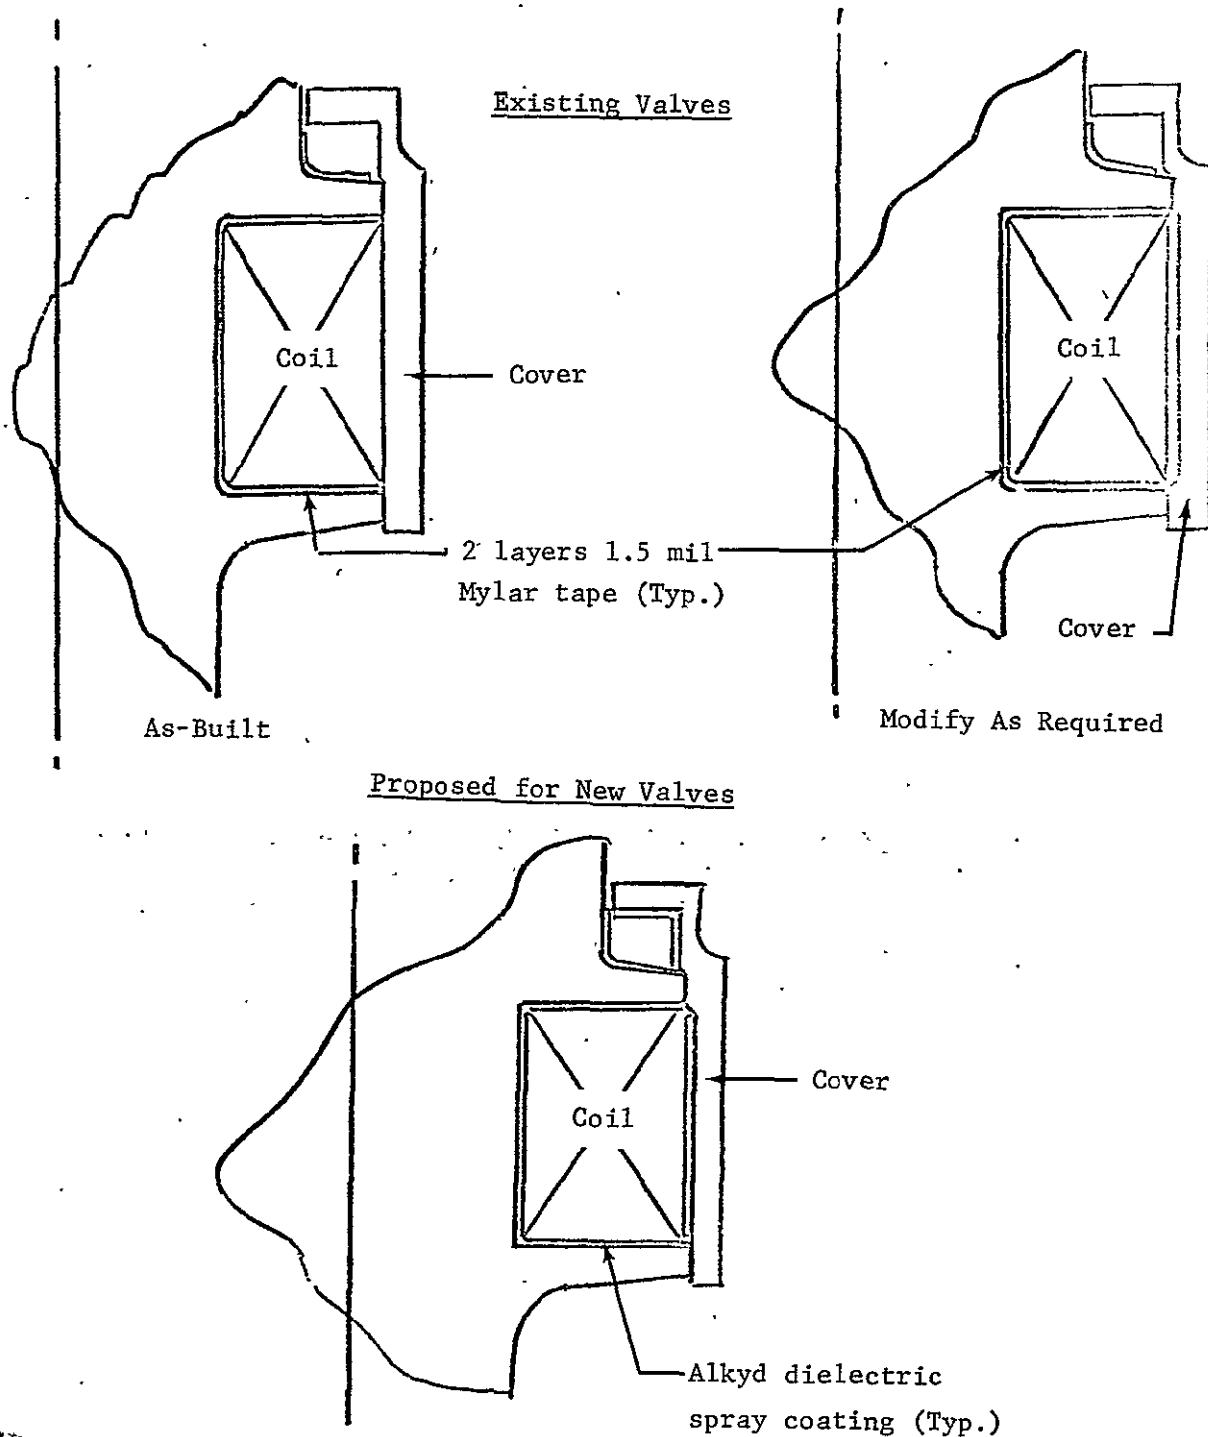 Existing Valves
Coil
Cover
Coil
2 layers 1.5 mil
Mylar tape (Typ.)
Cover
As-Built
Modify As Required
Proposed for New Valves
Coil
Cover
Alkyd dielectric
spray coating (Typ.)